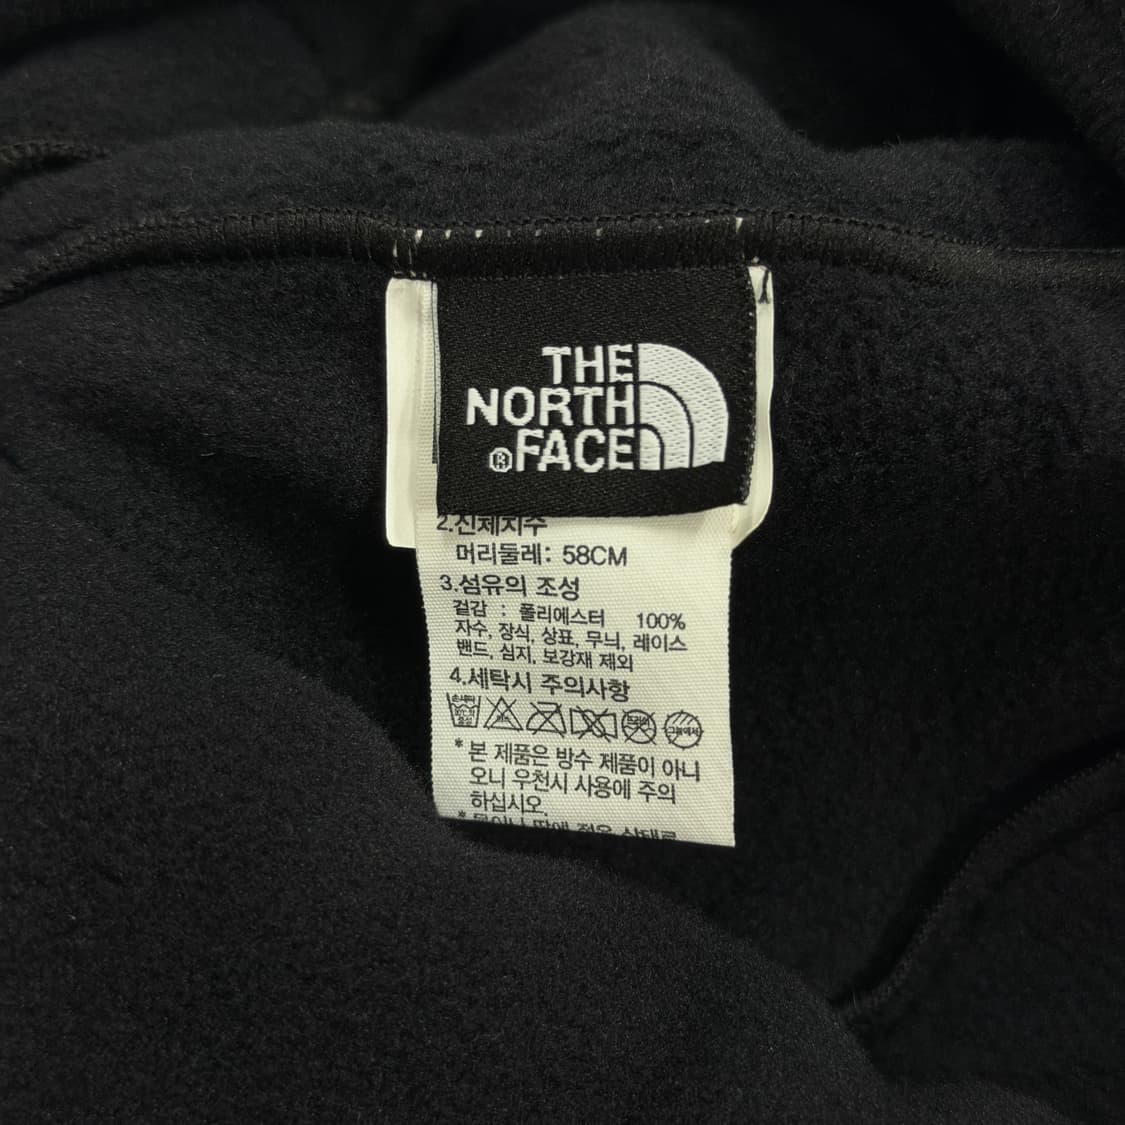 THE
NORTH
®FACE
2.신체치수
머리둘레: 58CM
3.섬유의 조성
겉감 : 폴리에스터 100%
자수, 장식, 상표, 무늬, 레이스
밴드, 심지, 보강재 제외
4.세탁시 주의사항
* 본 제품은 방수 제품이 아니
오니 우천시 사용에 주의
하십시오.